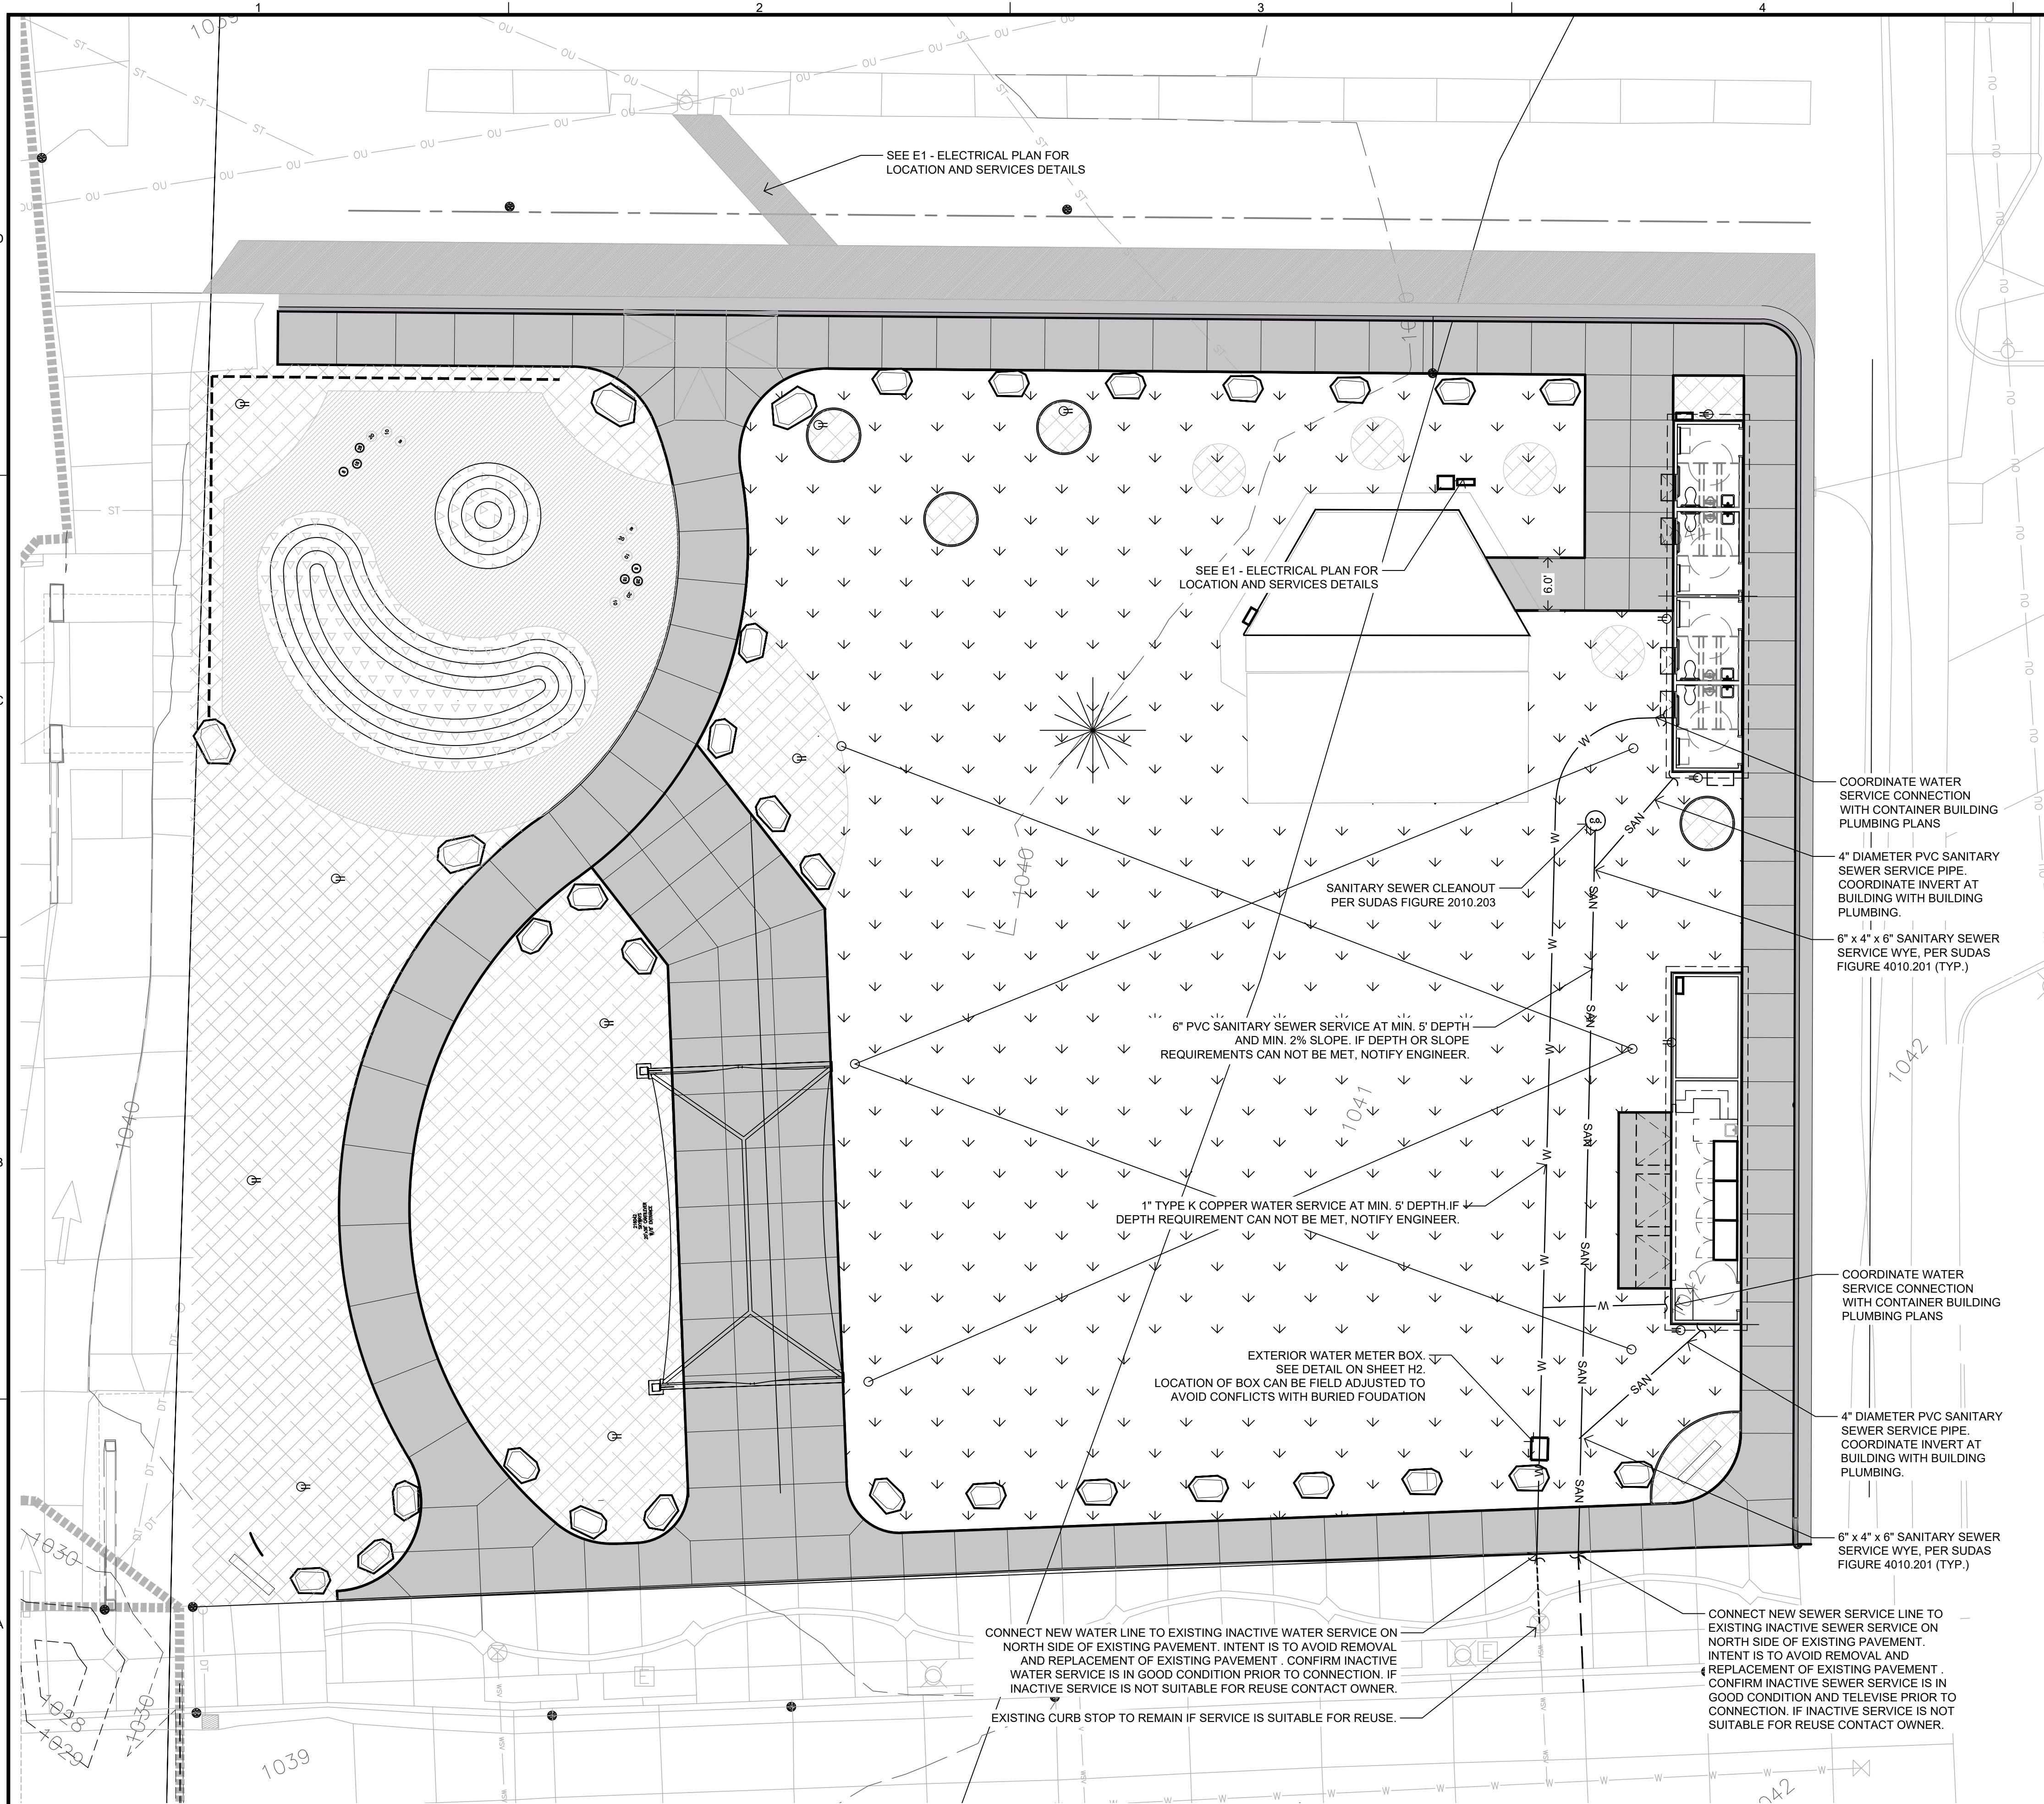 1
2
3
4
1039
SEE E1 - ELECTRICAL PLAN FOR
LOCATION AND SERVICES DETAILS
SEE E1 - ELECTRICAL PLAN FOR
LOCATION AND SERVICES DETAILS
6.0'
C
COORDINATE WATER
SERVICE CONNECTION
WITH CONTAINER BUILDING
PLUMBING PLANS
4" DIAMETER PVC SANITARY
SEWER SERVICE PIPE.
COORDINATE INVERT AT
BUILDING WITH BUILDING
PLUMBING.
SANITARY SEWER CLEANOUT
PER SUDAS FIGURE 2010.203
6" x 4" x 6" SANITARY SEWER
SERVICE WYE, PER SUDAS
FIGURE 4010.201 (TYP.)
C.O.
W
SAN
1040
6" PVC SANITARY SEWER SERVICE AT MIN. 5' DEPTH
AND MIN. 2% SLOPE. IF DEPTH OR SLOPE
REQUIREMENTS CAN NOT BE MET, NOTIFY ENGINEER.
1040
1041
1042
B
1" TYPE K COPPER WATER SERVICE AT MIN. 5' DEPTH.IF
DEPTH REQUIREMENT CAN NOT BE MET, NOTIFY ENGINEER.
1042
COORDINATE WATER
SERVICE CONNECTION
WITH CONTAINER BUILDING
PLUMBING PLANS
EXTERIOR WATER METER BOX.
SEE DETAIL ON SHEET H2.
LOCATION OF BOX CAN BE FIELD ADJUSTED TO
AVOID CONFLICTS WITH BURIED FOUDATION
4" DIAMETER PVC SANITARY
SEWER SERVICE PIPE.
COORDINATE INVERT AT
BUILDING WITH BUILDING
PLUMBING.
6" x 4" x 6" SANITARY SEWER
SERVICE WYE, PER SUDAS
FIGURE 4010.201 (TYP.)
1030
A
CONNECT NEW WATER LINE TO EXISTING INACTIVE WATER SERVICE ON
NORTH SIDE OF EXISTING PAVEMENT. INTENT IS TO AVOID REMOVAL
AND REPLACEMENT OF EXISTING PAVEMENT . CONFIRM INACTIVE
WATER SERVICE IS IN GOOD CONDITION PRIOR TO CONNECTION. IF
INACTIVE SERVICE IS NOT SUITABLE FOR REUSE CONTACT OWNER.
EXISTING CURB STOP TO REMAIN IF SERVICE IS SUITABLE FOR REUSE.
CONNECT NEW SEWER SERVICE LINE TO
EXISTING INACTIVE SEWER SERVICE ON
NORTH SIDE OF EXISTING PAVEMENT.
INTENT IS TO AVOID REMOVAL AND
REPLACEMENT OF EXISTING PAVEMENT .
CONFIRM INACTIVE SEWER SERVICE IS IN
GOOD CONDITION AND TELEVISE PRIOR TO
CONNECTION. IF INACTIVE SERVICE IS NOT
SUITABLE FOR REUSE CONTACT OWNER.
1028
1029
1030
1039
1042